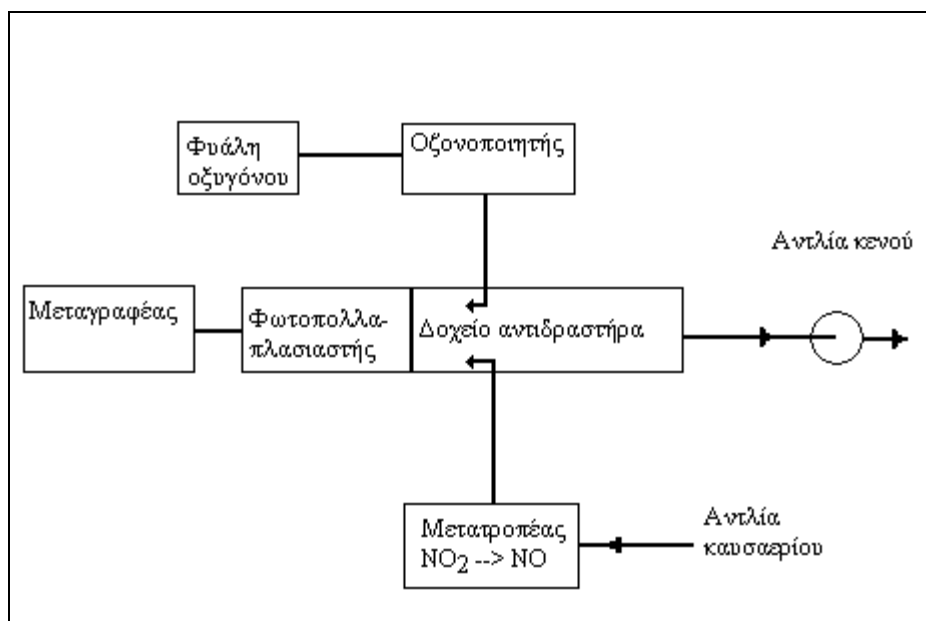 Φυάλη
οξυγόνου
Οζονοποιητής
Αντλία κενού
Μεταγραφέας
Φωτοπολλα-
πλασιαστής
Δοχείο αντιδραστήρα
Μετατροπέας
NO2 --> NO
Αντλία
καυσαερίου